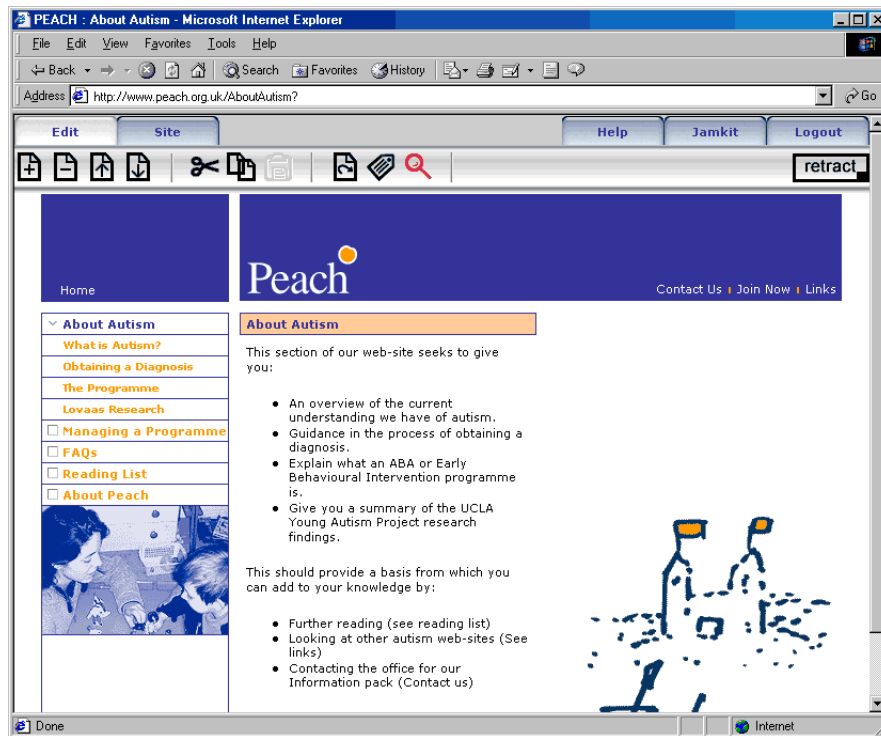 PEACH : About Autism - Microsoft Internet Explorer
File Edit View Favorites Tools Help
Back Search Favorites History
Address http://www.peach.org.uk/AboutAutism? Go
Edit Site Help Jamkit Logout
retract
Peach
Home
Contact Us Join Now Links
About Autism
What is Autism?
Obtaining a Diagnosis
The Programme
Lovaas Research
Managing a Programme
FAQs
Reading List
About Peach
About Autism
This section of our web-site seeks to give
you:
• An overview of the current
understanding we have of autism.
• Guidance in the process of obtaining a
diagnosis.
• Explain what an ABA or Early
Behavioural Intervention programme
is.
• Give you a summary of the UCLA
Young Autism Project research
findings.
This should provide a basis from which you
can add to your knowledge by:
• Further reading (see reading list)
• Looking at other autism web-sites (See
links)
• Contacting the office for our
Information pack (Contact us)
Done Internet